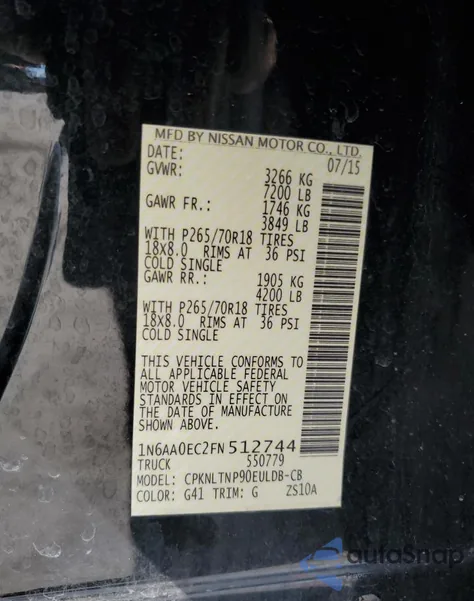 MFD BY NISSAN MOTOR CO., LTD.
DATE: 07/15
GVWR: 3266 KG
7200 LB
GAWR FR.: 1746 KG
3849 LB
WITH P265/70R18 TIRES
18X8.0 RIMS AT 36 PSI
COLD SINGLE
GAWR RR.: 1905 KG
4200 LB
WITH P265/70R18 TIRES
18X8.0 RIMS AT 36 PSI
COLD SINGLE
THIS VEHICLE CONFORMS TO
ALL APPLICABLE FEDERAL
MOTOR VEHICLE SAFETY
STANDARDS IN EFFECT ON
THE DATE OF MANUFACTURE
SHOWN ABOVE.
1N6AA0EC2FN512744
TRUCK 550779
MODEL: CPKNLTNP90EULDB-CB
COLOR: G41 TRIM: G ZS10A
autoSnap